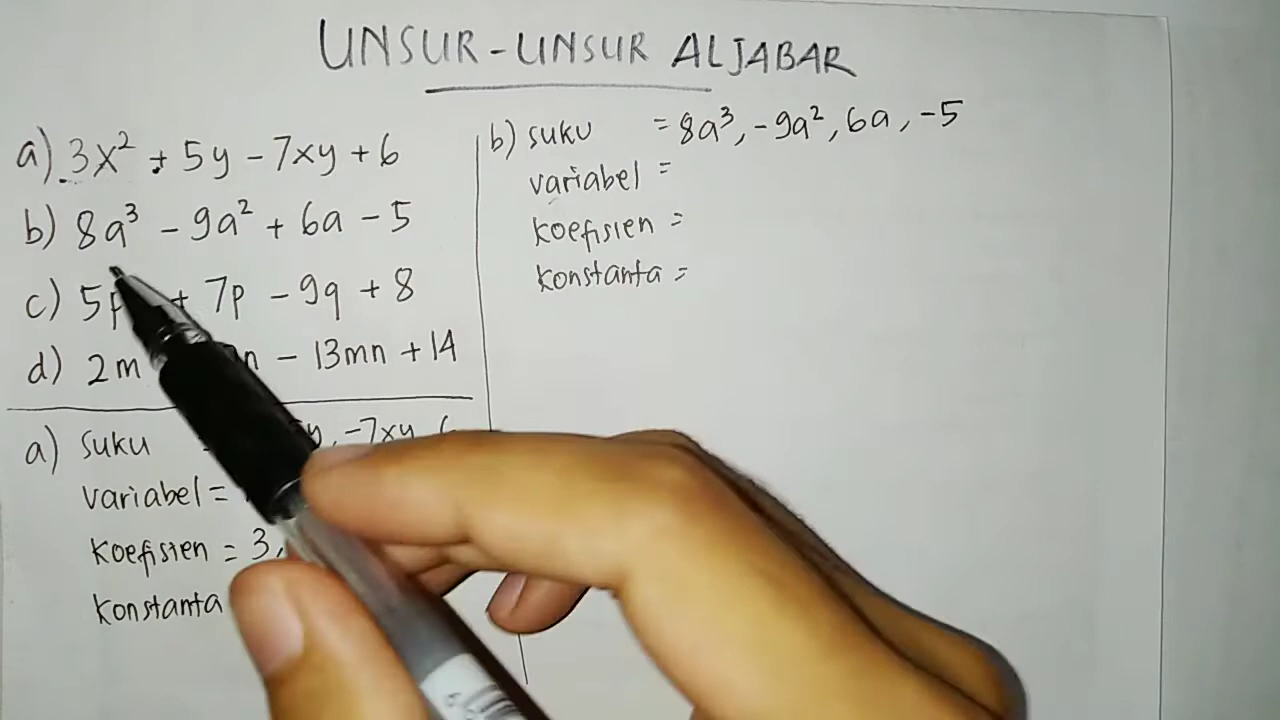 UNSUR-UNSUR ALJABAR
a) 3x² + 5y - 7xy + 6
b) 8a³ - 9a² + 6a - 5
c) 5p + 7p - 9q + 8
d) 2m - 13mn + 14
a) suku -7xy
variabel =
koefisien = 3,
konstanta
b) suku = 8a³, -9a², 6a, -5
variabel =
koefisien =
konstanta =